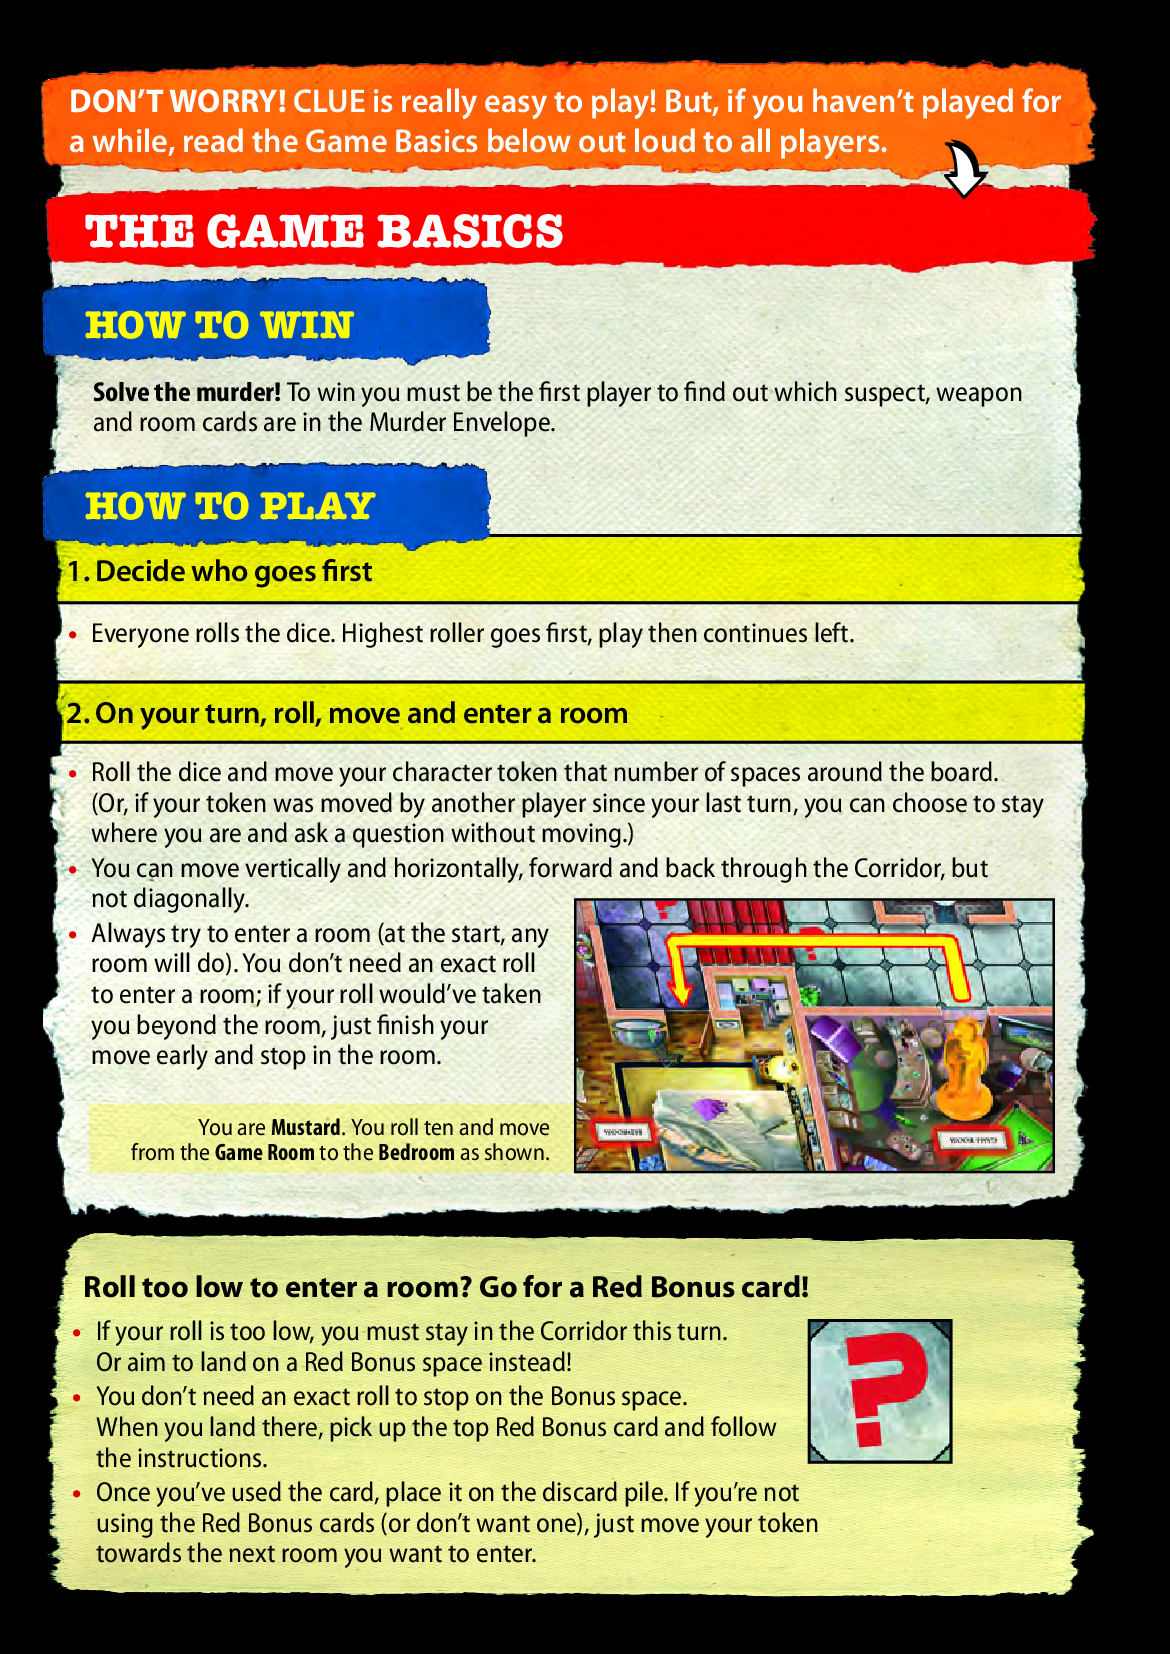 DON'T WORRY! CLUE is really easy to play! But, if you haven't played for
a while, read the Game Basics below out loud to all players.
THE GAME BASICS
HOW TO WIN
Solve the murder! To win you must be the first player to find out which suspect, weapon
and room cards are in the Murder Envelope.
HOW TO PLAY
1. Decide who goes first
• Everyone rolls the dice. Highest roller goes first, play then continues left.
2. On your turn, roll, move and enter a room
• Roll the dice and move your character token that number of spaces around the board.
(Or, if your token was moved by another player since your last turn, you can choose to stay
where you are and ask a question without moving.)
• You can move vertically and horizontally, forward and back through the Corridor, but
not diagonally.
• Always try to enter a room (at the start, any
room will do). You don't need an exact roll
to enter a room; if your roll would've taken
you beyond the room, just finish your
move early and stop in the room.
You are Mustard. You roll ten and move
from the Game Room to the Bedroom as shown.
?
?
BEDROOM
GAME ROOM
Roll too low to enter a room? Go for a Red Bonus card!
• If your roll is too low, you must stay in the Corridor this turn.
Or aim to land on a Red Bonus space instead!
• You don't need an exact roll to stop on the Bonus space.
When you land there, pick up the top Red Bonus card and follow
the instructions.
• Once you've used the card, place it on the discard pile. If you're not
using the Red Bonus cards (or don't want one), just move your token
towards the next room you want to enter.
?